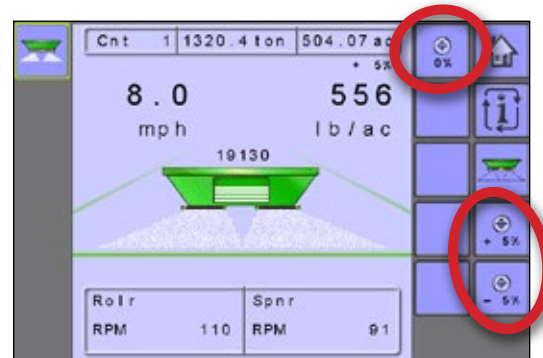 Cnt 1 1320.4 ton 504.07 ac
+ 5%
0%
8.0 556
mph lb/ac
i
19130
+ 5%
- 5%
Rollr Spnr
RPM 110 RPM 91